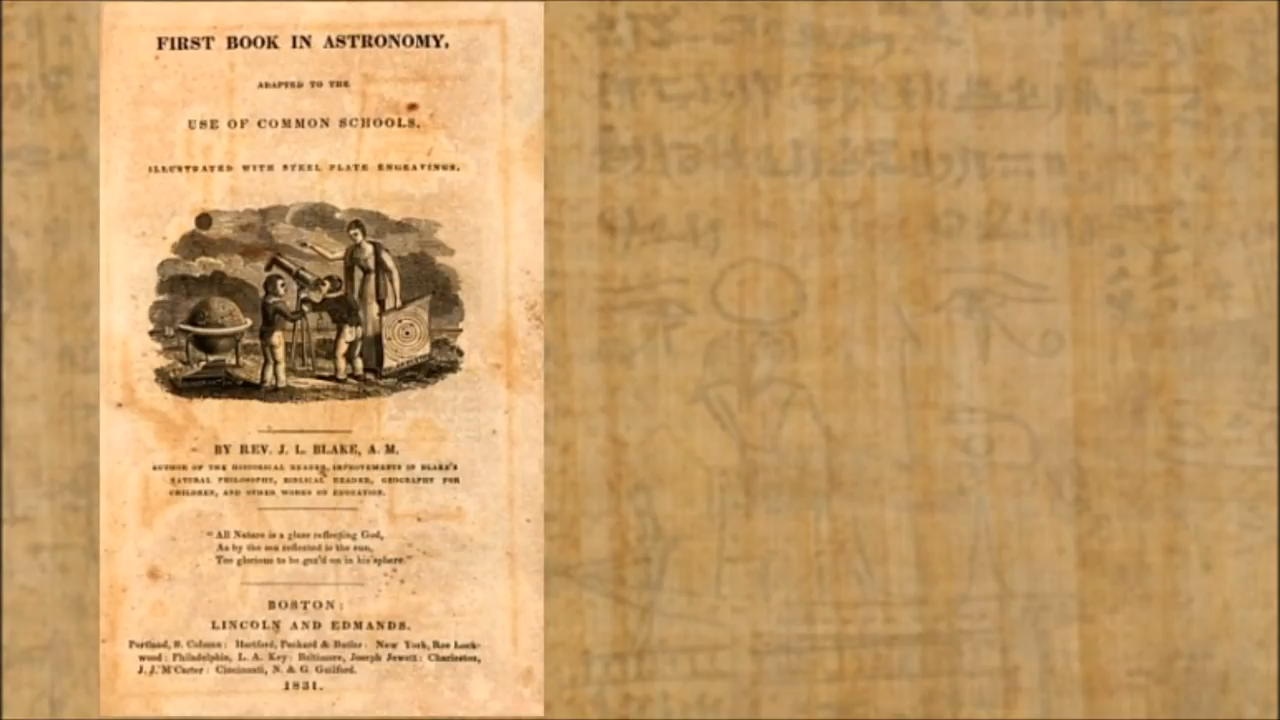 FIRST BOOK IN ASTRONOMY,
ADAPTED TO THE
USE OF COMMON SCHOOLS.
ILLUSTRATED WITH STEEL PLATE ENGRAVINGS.
BY REV. J. L. BLAKE, A. M.
AUTHOR OF THE HISTORICAL READER, IMPROVEMENTS IN BLAKE'S
NATURAL PHILOSOPHY, BIBLICAL READER, GEOGRAPHY FOR
CHILDREN, AND OTHER WORKS ON EDUCATION.
"All Nature is a glass reflecting God,
As by the sea reflected is the sun,
Too glorious to be gaz'd on in his sphere."
BOSTON:
LINCOLN AND EDMANDS.
Portland, S. Colman: Hartford, Packard & Butler: New York, Roe Lock-
wood: Philadelphia, L. A. Key: Baltimore, Joseph Jewett: Charleston,
J. J. M'Carter: Cincinnati, N. & G. Guilford.
1831.